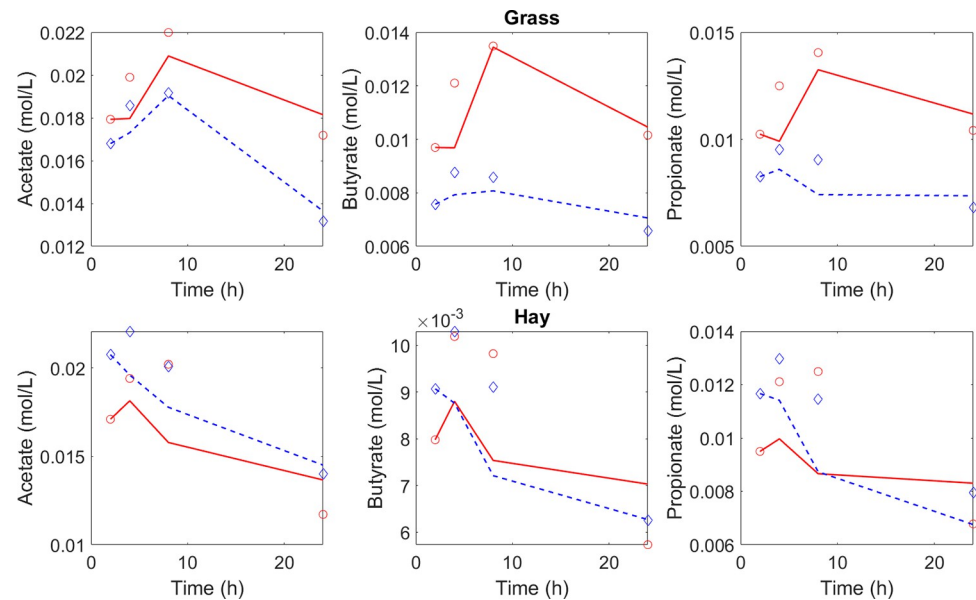 Grass
Acetate (mol/L)
0.022
0.02
0.018
0.016
0.014
0.012
0 10 20
Time (h)
Butyrate (mol/L)
0.014
0.012
0.01
0.008
0.006
0 10 20
Time (h)
Propionate (mol/L)
0.015
0.01
0.005
0 10 20
Time (h)
Hay
Acetate (mol/L)
0.02
0.015
0.01
0 10 20
Time (h)
×10⁻³
Butyrate (mol/L)
10
9
8
7
6
0 10 20
Time (h)
Propionate (mol/L)
0.014
0.012
0.01
0.008
0.006
0 10 20
Time (h)